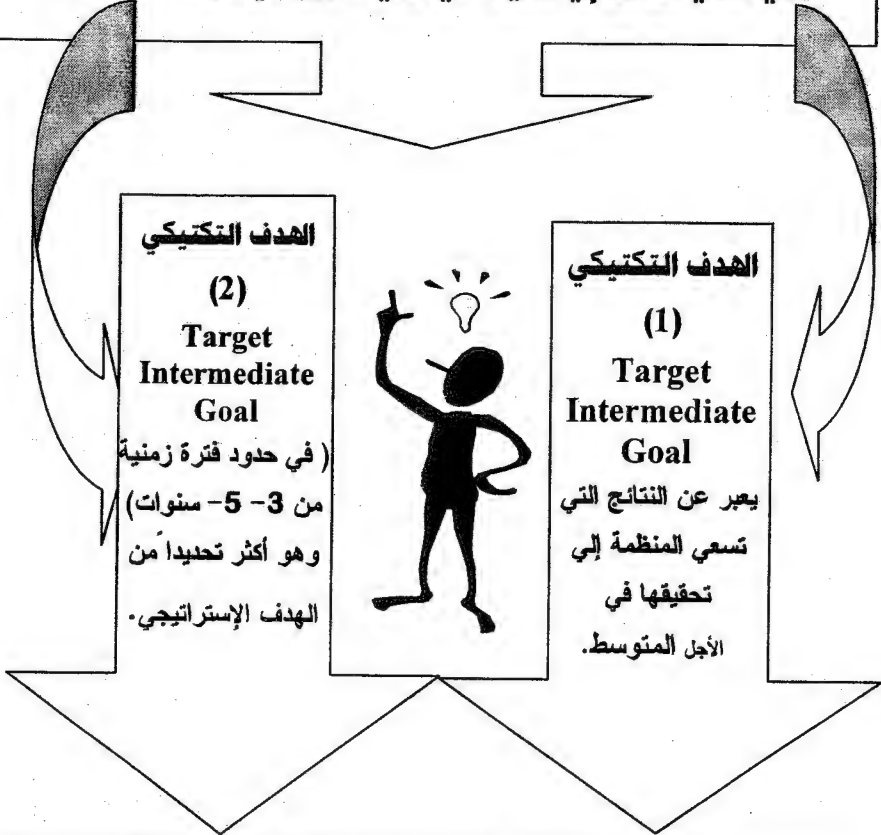 الهدف التكتيكي
(1)
Target
Intermediate
Goal
يعبر عن النتائج التي
تسعي المنظمة إلي
تحقيقها في
الأجل المتوسط.
الهدف التكتيكي
(2)
Target
Intermediate
Goal
( في حدود فترة زمنية
من 3- 5- سنوات)
وهو أكثر تحديداً من
الهدف الإستراتيجي.